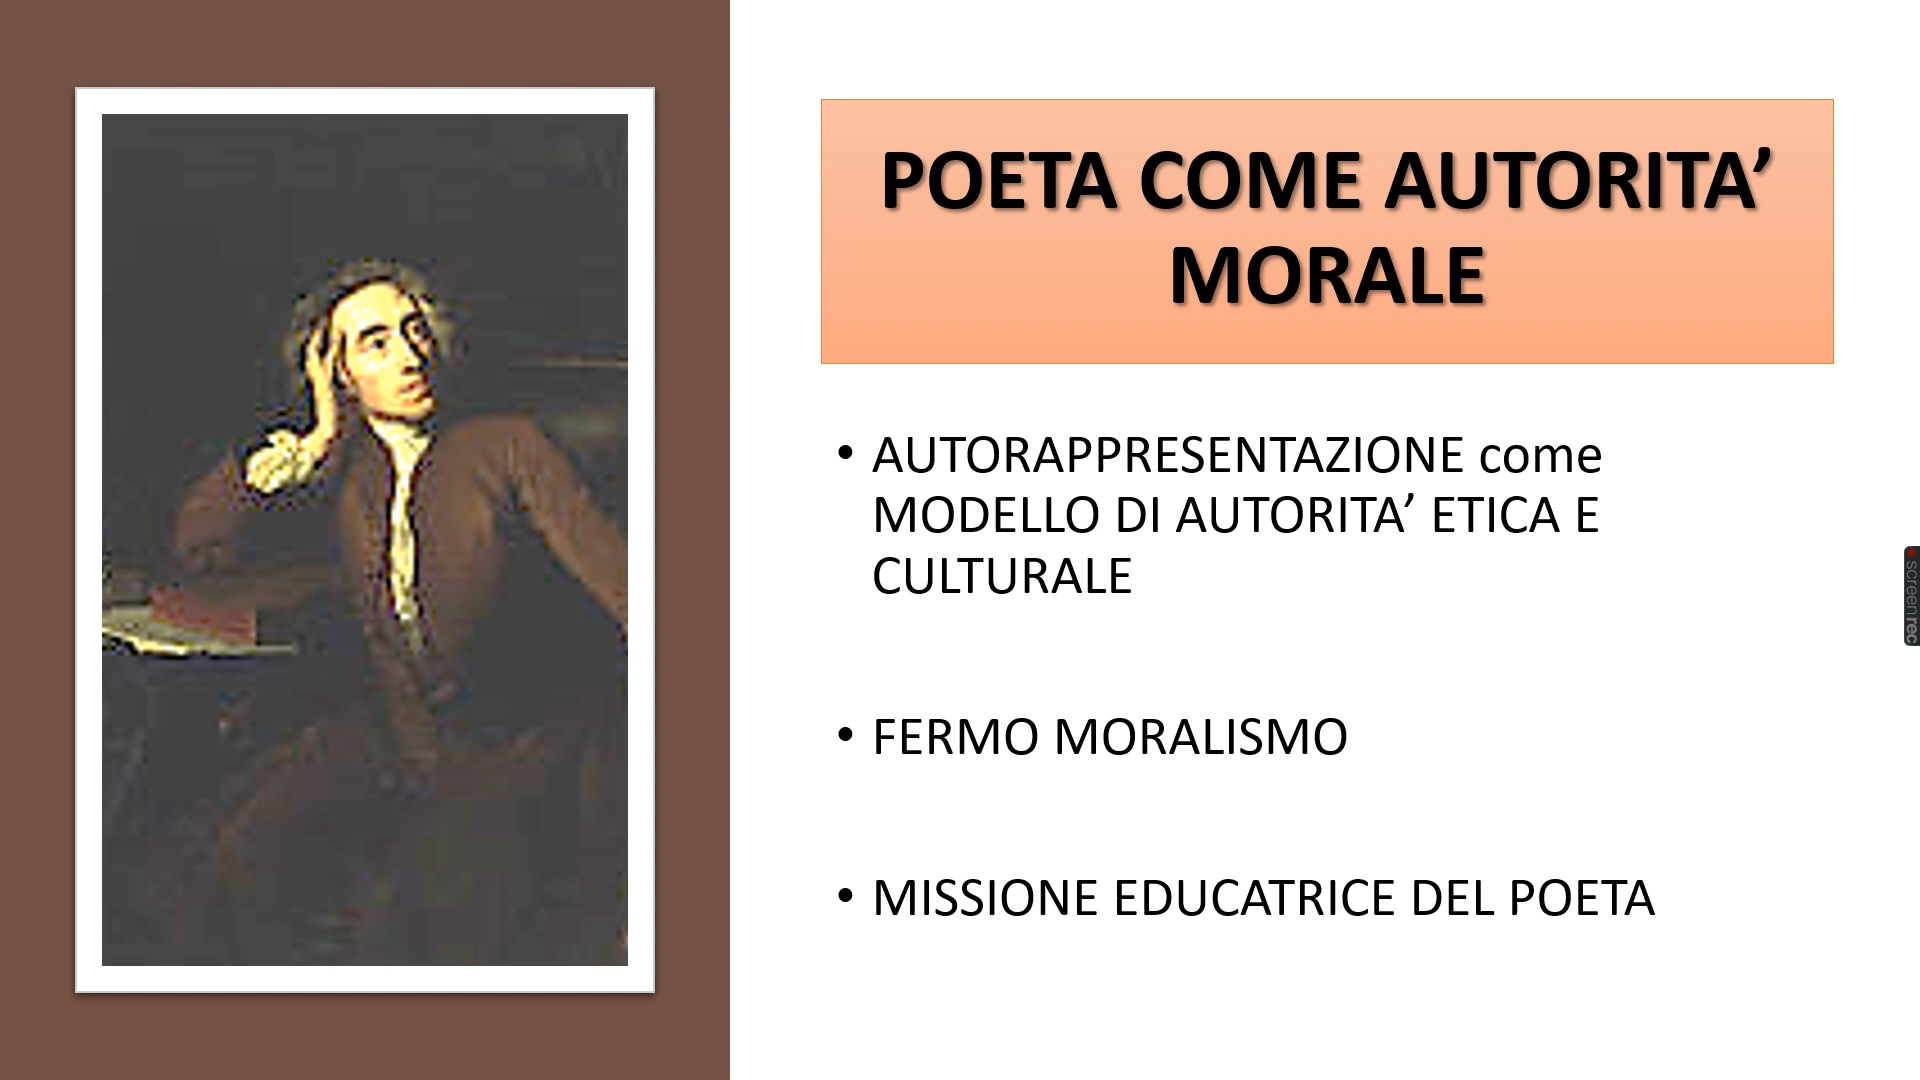 POETA COME AUTORITA’
MORALE
• AUTORAPPRESENTAZIONE come
MODELLO DI AUTORITA’ ETICA E
CULTURALE
• FERMO MORALISMO
• MISSIONE EDUCATRICE DEL POETA
screenrec